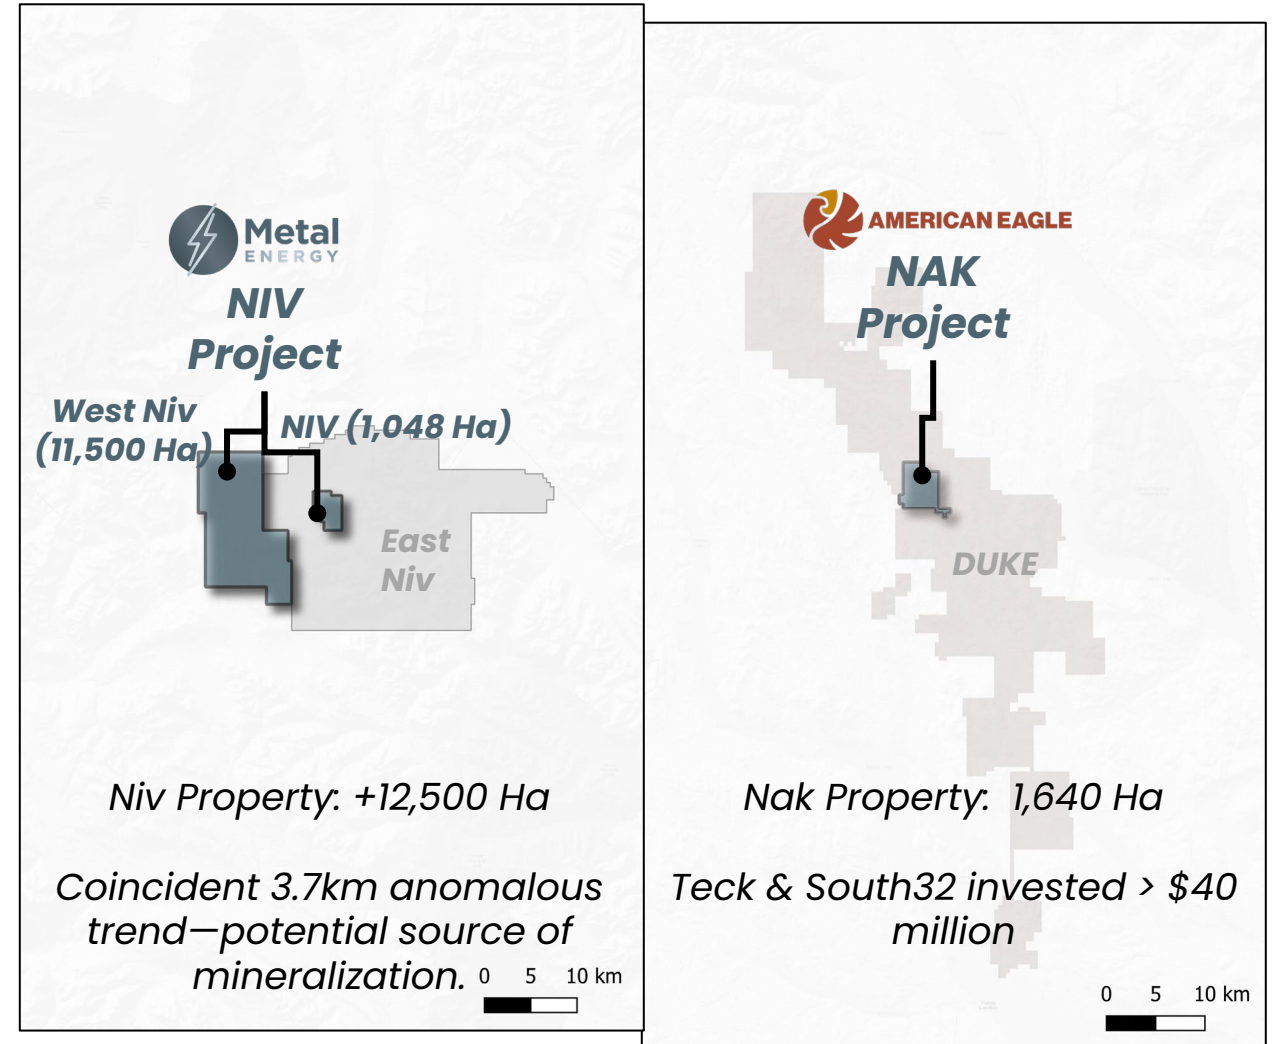 Metal
ENERGY
NIV
Project
West Niv
(11,500 Ha)
NIV (1,048 Ha)
East
Niv
Niv Property: +12,500 Ha
Coincident 3.7km anomalous
trend—potential source of
mineralization.
0 5 10 km
AMERICAN EAGLE
NAK
Project
DUKE
Nak Property: 1,640 Ha
Teck & South32 invested > $40
million
0 5 10 km